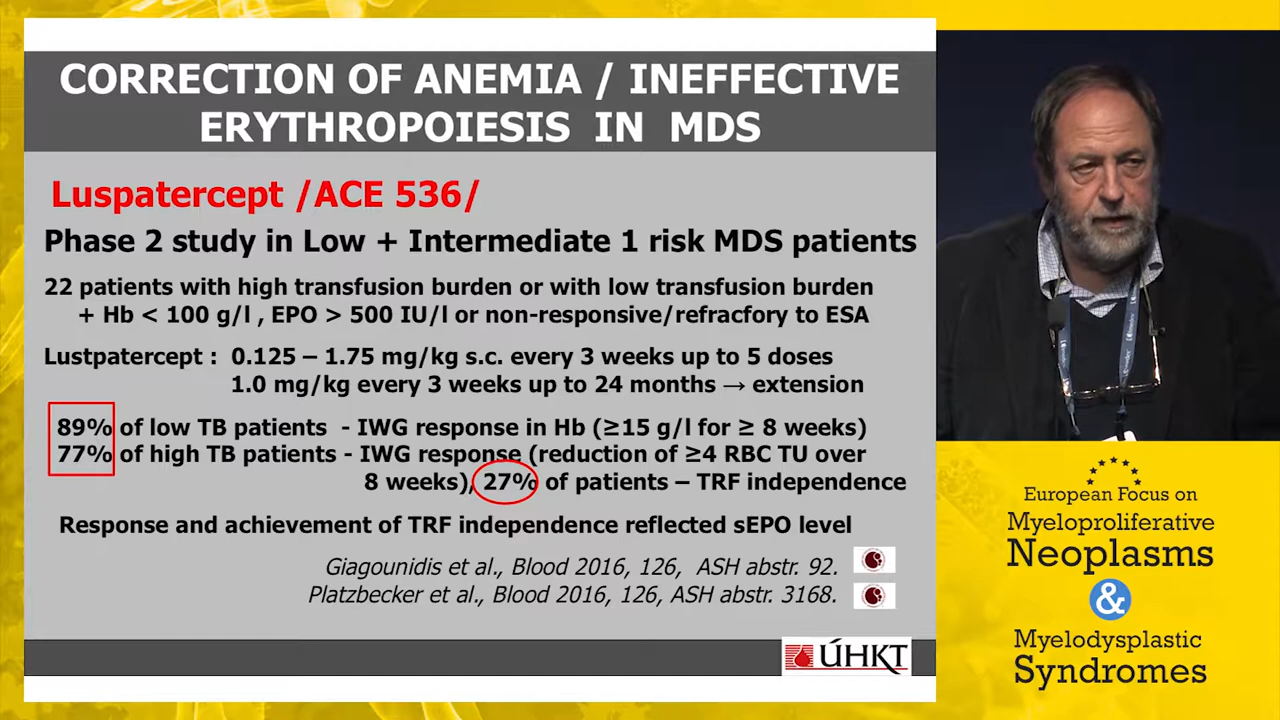 CORRECTION OF ANEMIA / INEFFECTIVE
ERYTHROPOIESIS IN MDS
Luspatercept /ACE 536/
Phase 2 study in Low + Intermediate 1 risk MDS patients
22 patients with high transfusion burden or with low transfusion burden
+ Hb < 100 g/l , EPO > 500 IU/l or non-responsive/refracfory to ESA
Lustpatercept : 0.125 – 1.75 mg/kg s.c. every 3 weeks up to 5 doses
1.0 mg/kg every 3 weeks up to 24 months → extension
89% of low TB patients - IWG response in Hb (≥15 g/l for ≥ 8 weeks)
77% of high TB patients - IWG response (reduction of ≥4 RBC TU over
8 weeks), 27% of patients – TRF independence
Response and achievement of TRF independence reflected sEPO level
Giagounidis et al., Blood 2016, 126, ASH abstr. 92.
Platzbecker et al., Blood 2016, 126, ASH abstr. 3168.
ÚHKT
European Focus on
Myeloproliferative
Neoplasms
&
Myelodysplastic
Syndromes